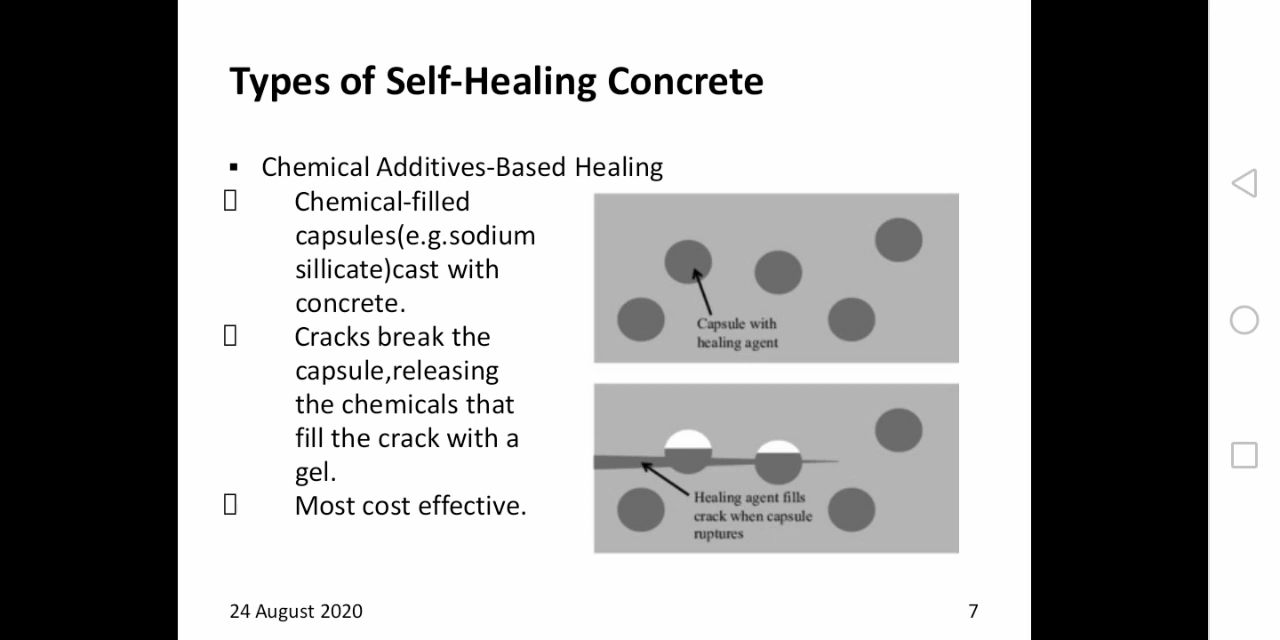 Types of Self-Healing Concrete
▪ Chemical Additives-Based Healing
Chemical-filled
capsules(e.g.sodium
sillicate)cast with
concrete.
Cracks break the
capsule,releasing
the chemicals that
fill the crack with a
gel.
Most cost effective.
Capsule with
healing agent
Healing agent fills
crack when capsule
ruptures
24 August 2020
7